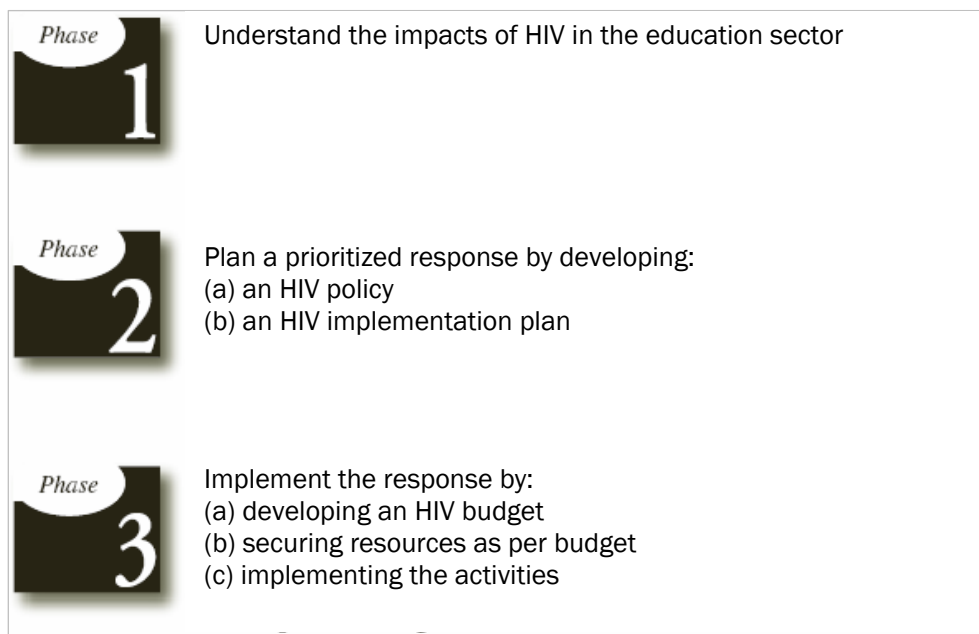 Phase
1
Understand the impacts of HIV in the education sector
Phase
2
Plan a prioritized response by developing:
(a) an HIV policy
(b) an HIV implementation plan
Phase
3
Implement the response by:
(a) developing an HIV budget
(b) securing resources as per budget
(c) implementing the activities